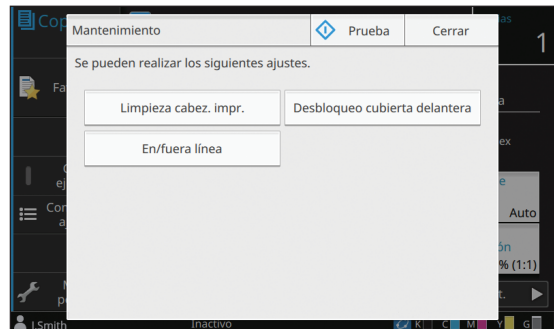 Mantenimiento
Prueba
Cerrar
1
Se pueden realizar los siguientes ajustes.
Limpieza cabez. impr.
Desbloqueo cubierta delantera
En/fuera línea
Auto
% (1:1)
I.Smith
Inactivo
K
C
M
Y
G